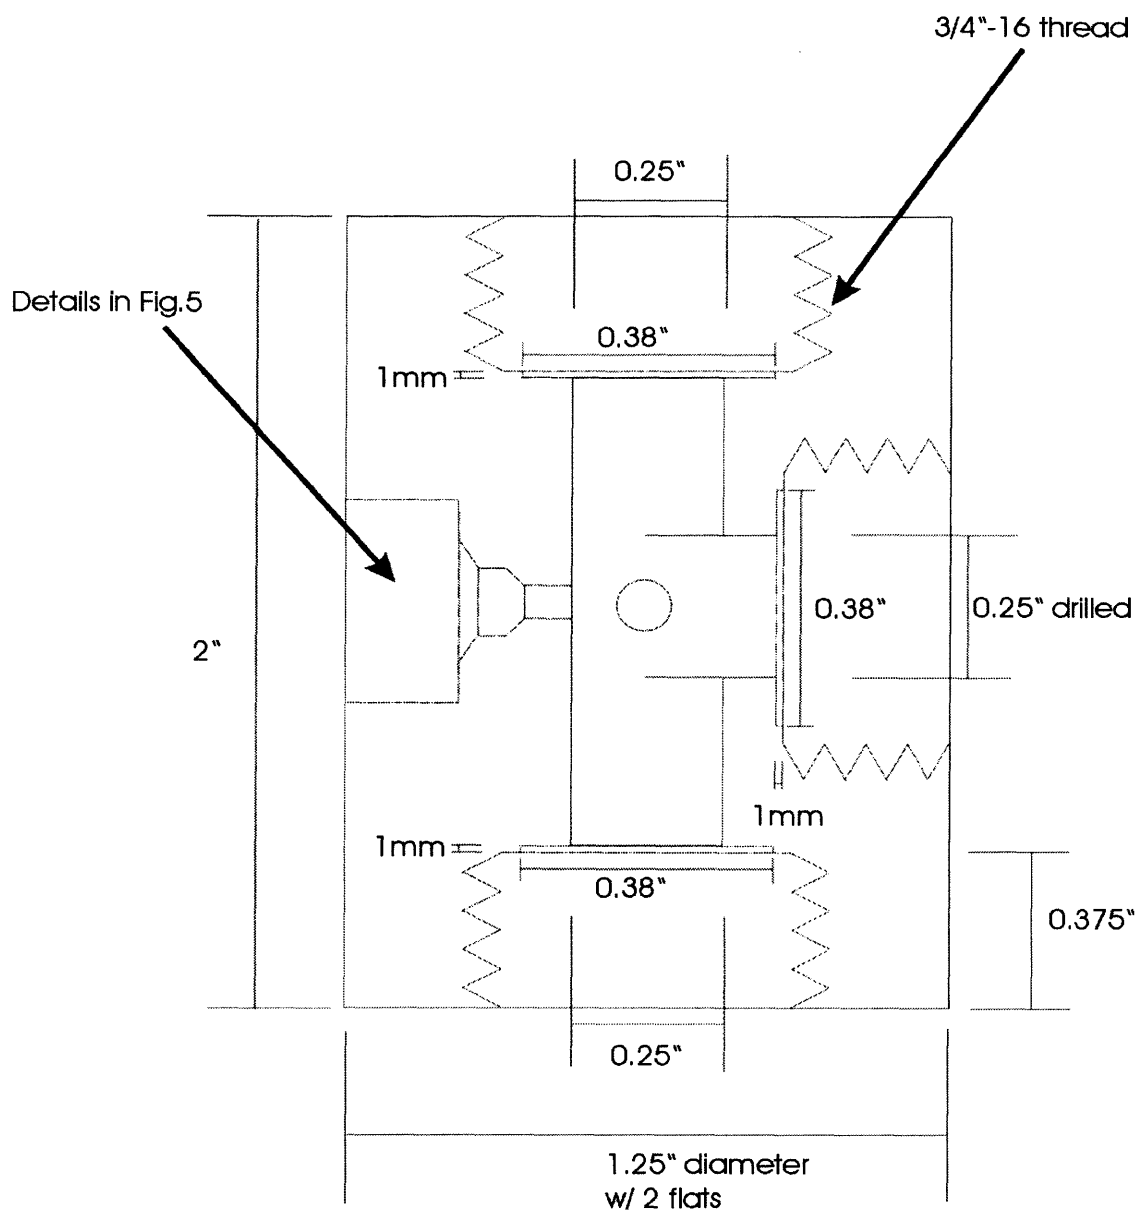 3/4"-16 thread
0.25"
Details in Fig.5
0.38"
1mm
0.38"
0.25" drilled
2"
1mm
1mm
0.38"
0.375"
0.25"
1.25" diameter
w/ 2 flats